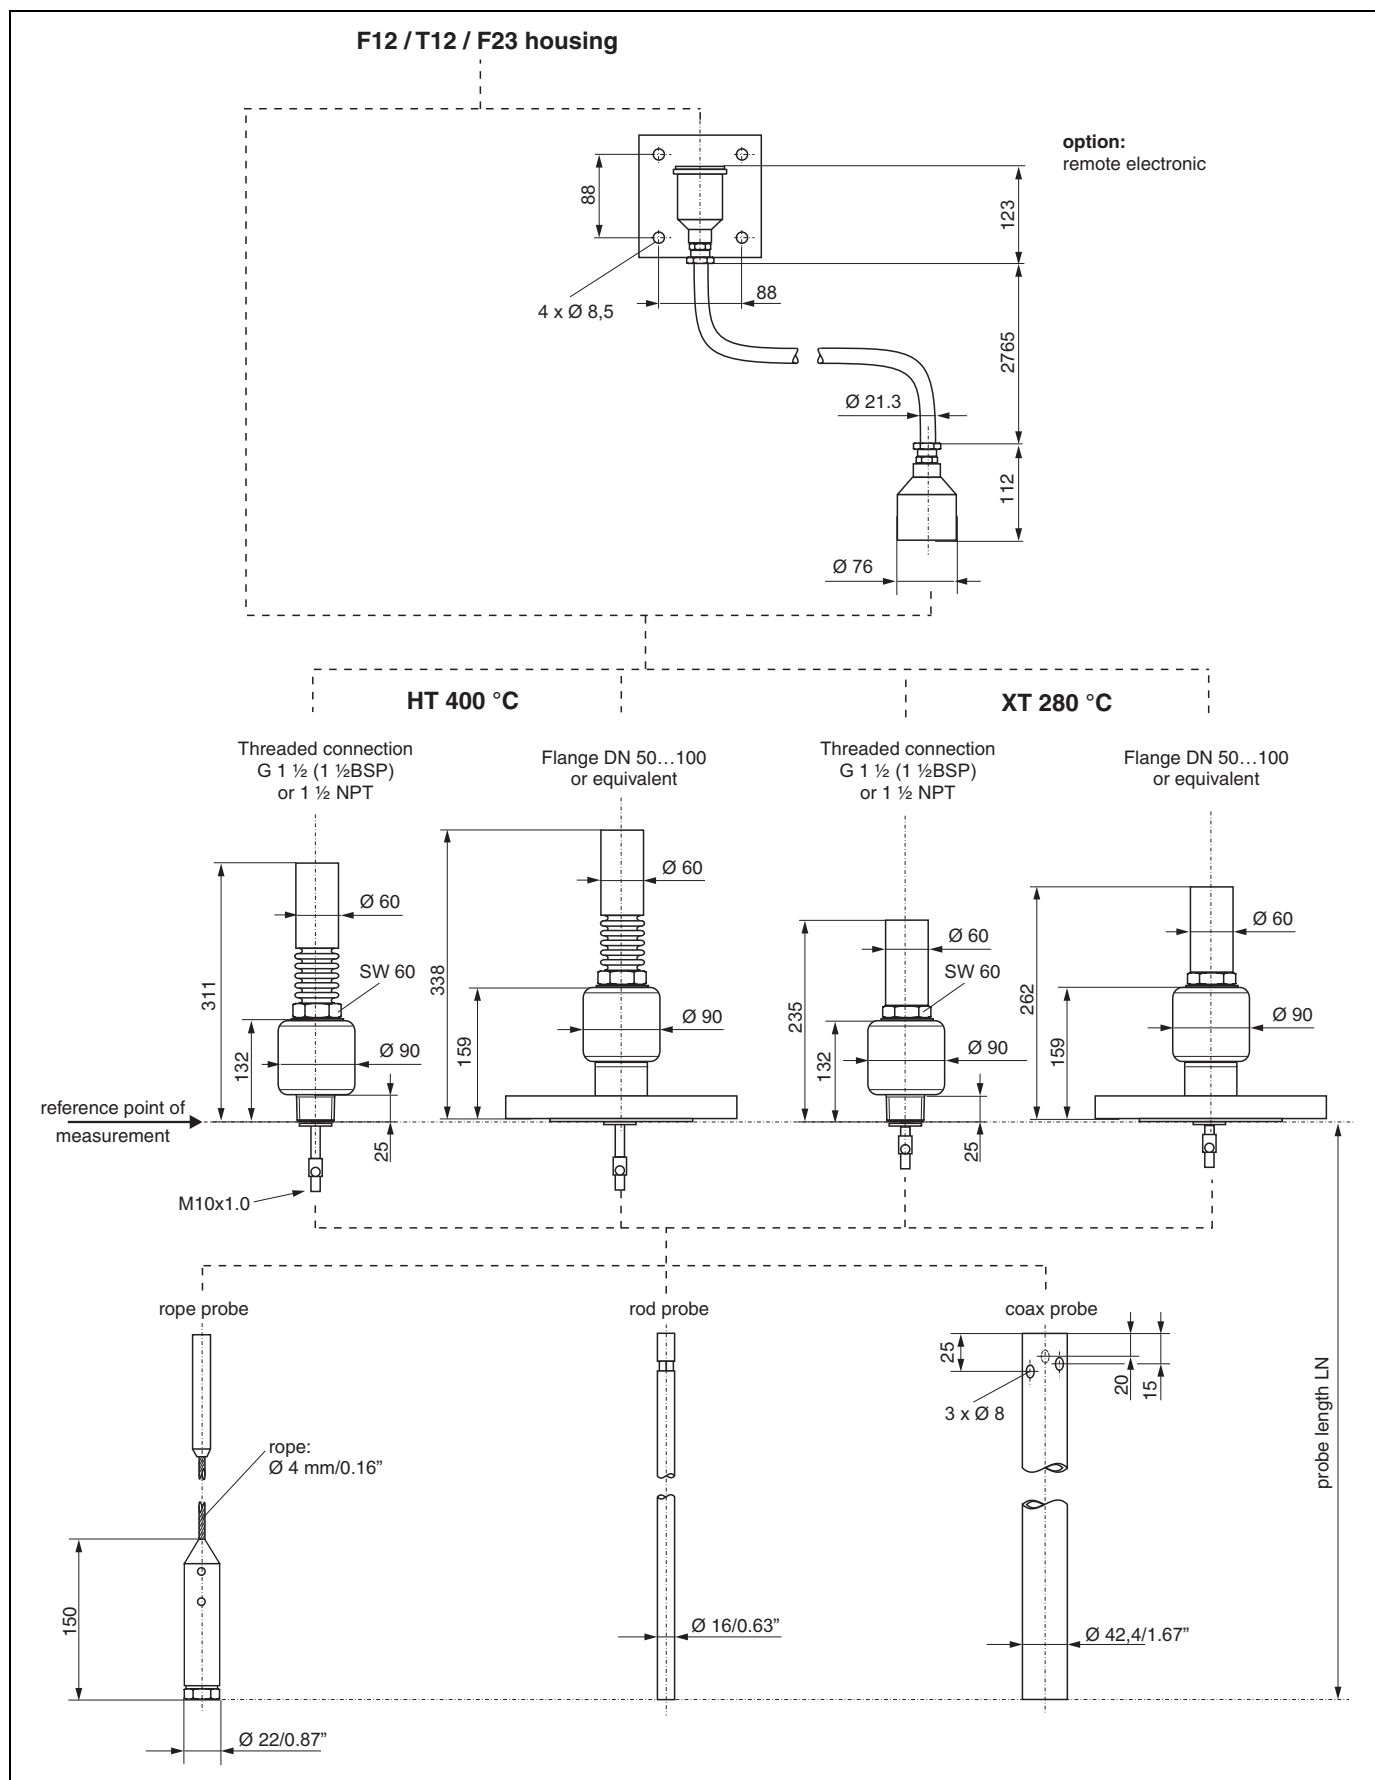 F12 / T12 / F23 housing
option:
remote electronic
88
123
4 x Ø 8,5
88
2765
Ø 21.3
112
Ø 76
HT 400 °C
XT 280 °C
Threaded connection
G 1 ½ (1 ½BSP)
or 1 ½ NPT
Flange DN 50…100
or equivalent
Threaded connection
G 1 ½ (1 ½BSP)
or 1 ½ NPT
Flange DN 50…100
or equivalent
311
Ø 60
SW 60
132
Ø 90
25
338
Ø 60
159
Ø 90
235
Ø 60
SW 60
132
Ø 90
25
262
Ø 60
159
Ø 90
reference point of
measurement
M10x1.0
rope probe
rod probe
coax probe
25
20
15
3 x Ø 8
probe length LN
rope:
Ø 4 mm/0.16”
150
Ø 16/0.63”
Ø 42,4/1.67”
Ø 22/0.87”